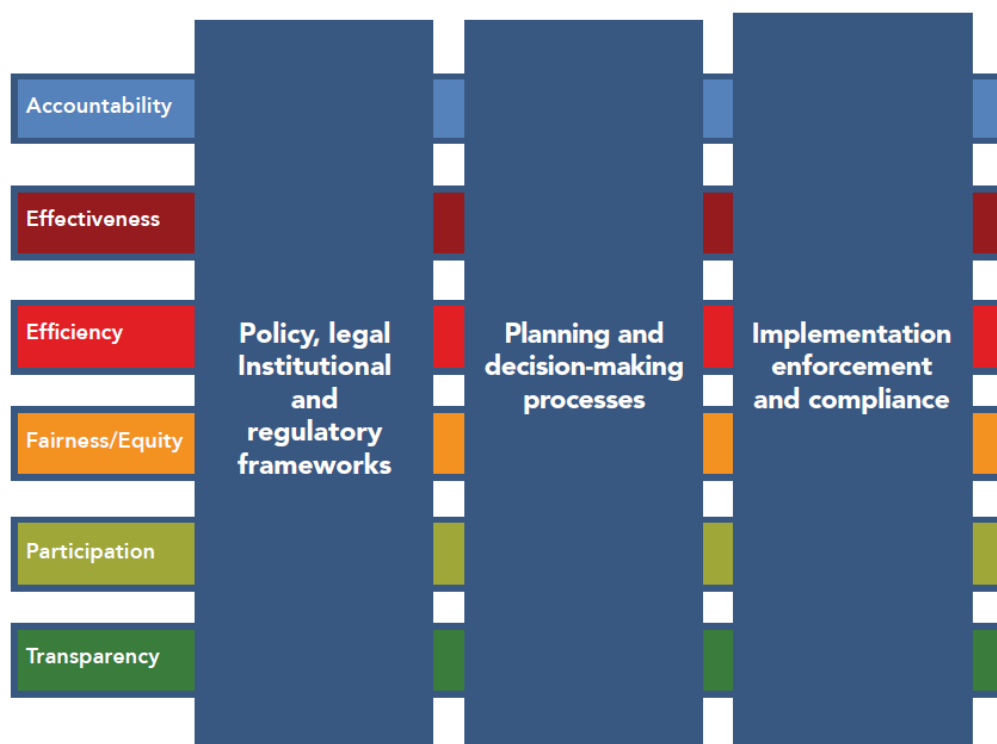 Accountability
Effectiveness
Efficiency
Fairness/Equity
Participation
Transparency
Policy, legal
Institutional
and
regulatory
frameworks
Planning and
decision-making
processes
Implementation
enforcement
and compliance